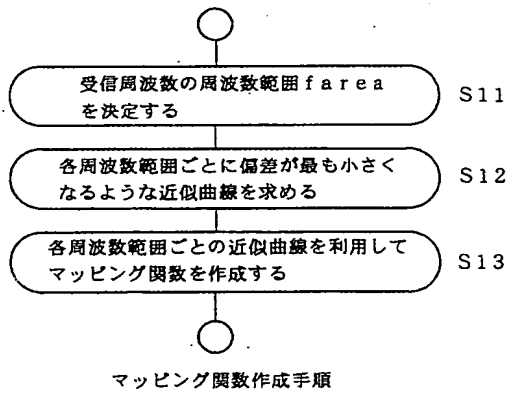 受信周波数の周波数範囲farea
を決定する
S11
各周波数範囲ごとに偏差が最も小さく
なるような近似曲線を求める
S12
各周波数範囲ごとの近似曲線を利用して
マッピング関数を作成する
S13
マッピング関数作成手順